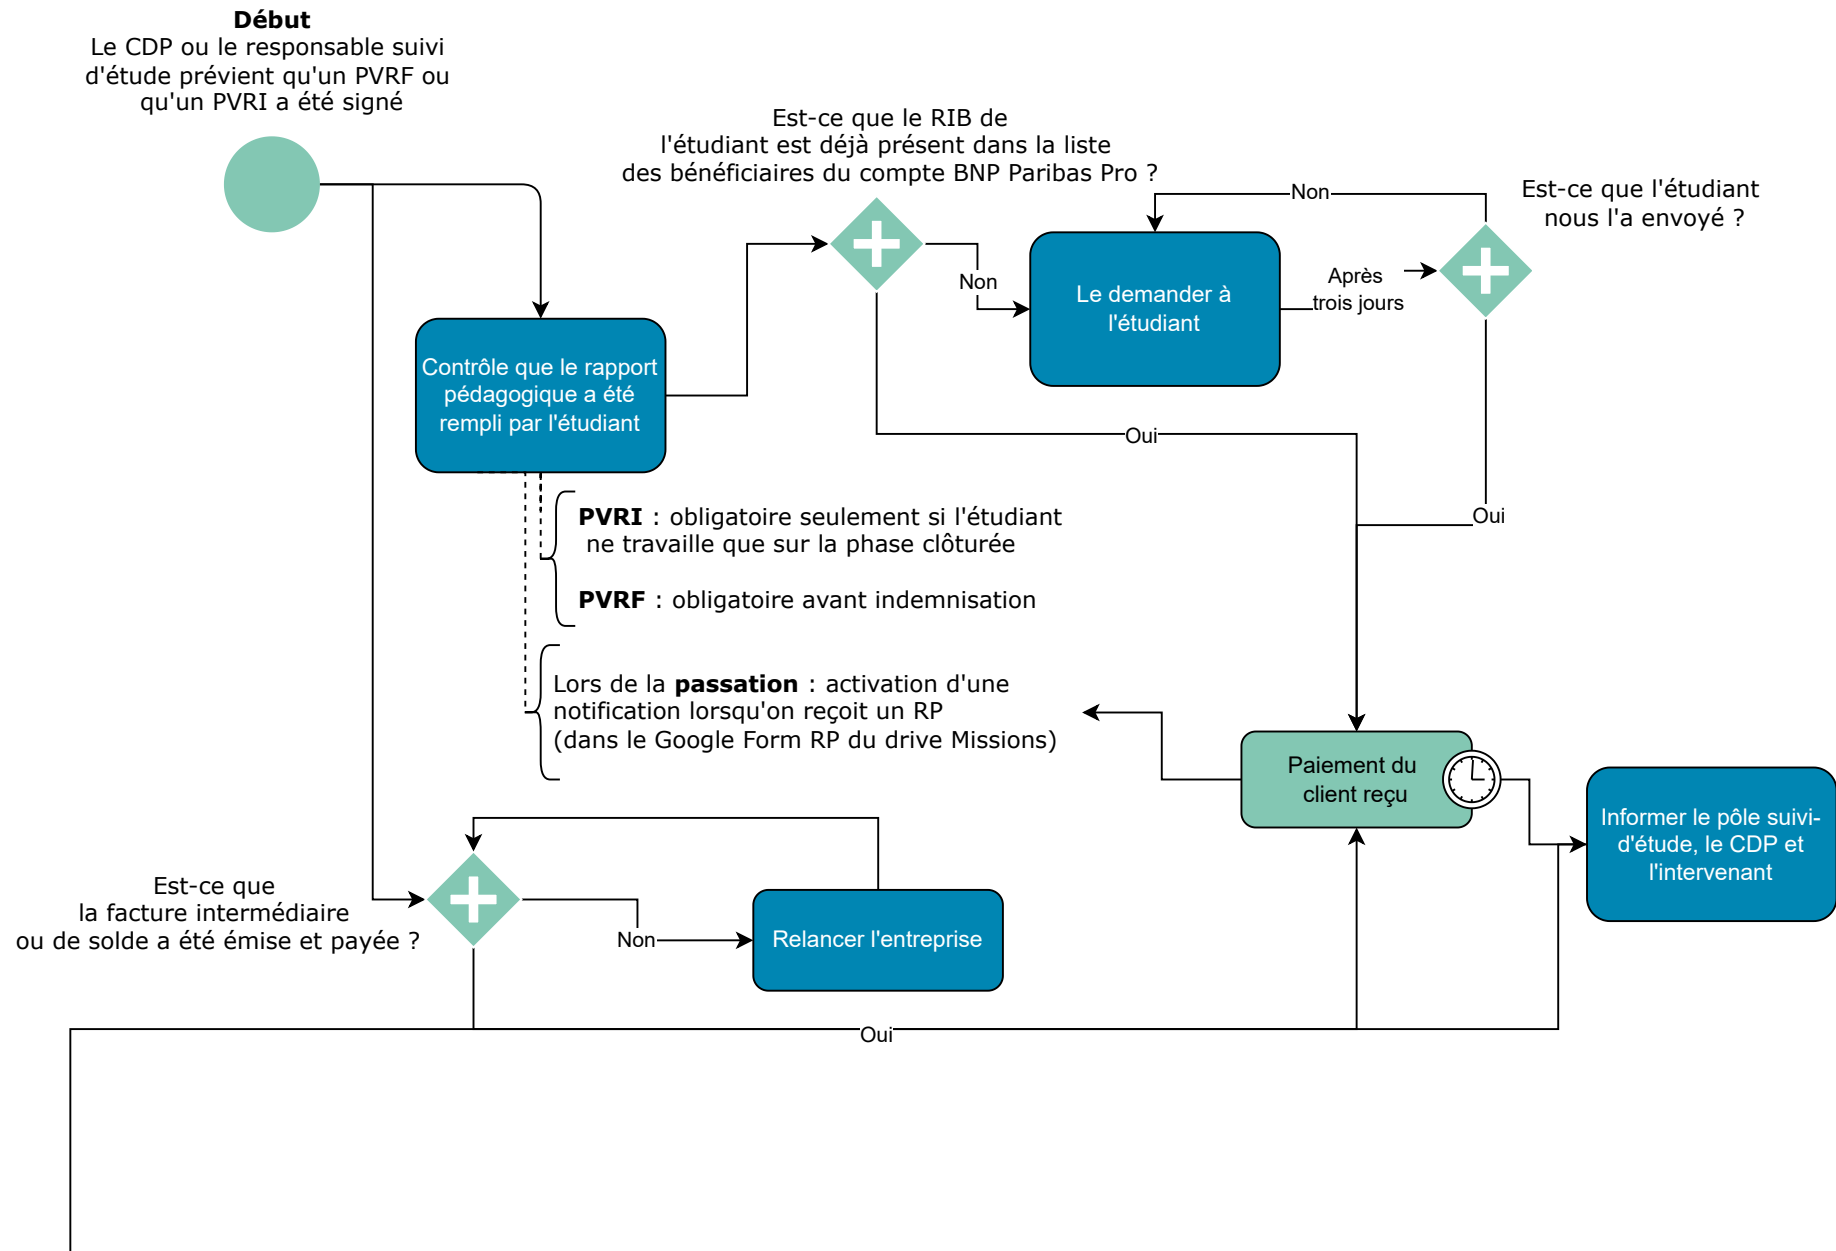 Début
Le CDP ou le responsable suivi
d'étude prévient qu'un PVRF ou
qu'un PVRI a été signé
Est-ce que le RIB de
l'étudiant est déjà présent dans la liste
des bénéficiaires du compte BNP Paribas Pro ?
Non
Est-ce que l'étudiant
nous l'a envoyé ?
Non
Le demander à
l'étudiant
Après
trois jours
Contrôle que le rapport
pédagogique a été
rempli par l'étudiant
Oui
Oui
PVRI : obligatoire seulement si l'étudiant
ne travaille que sur la phase clôturée
PVRF : obligatoire avant indemnisation
Lors de la passation : activation d'une
notification lorsqu'on reçoit un RP
(dans le Google Form RP du drive Missions)
Paiement du
client reçu
Informer le pôle suivi-
d'étude, le CDP et
l'intervenant
Est-ce que
la facture intermédiaire
ou de solde a été émise et payée ?
Non
Relancer l'entreprise
Oui